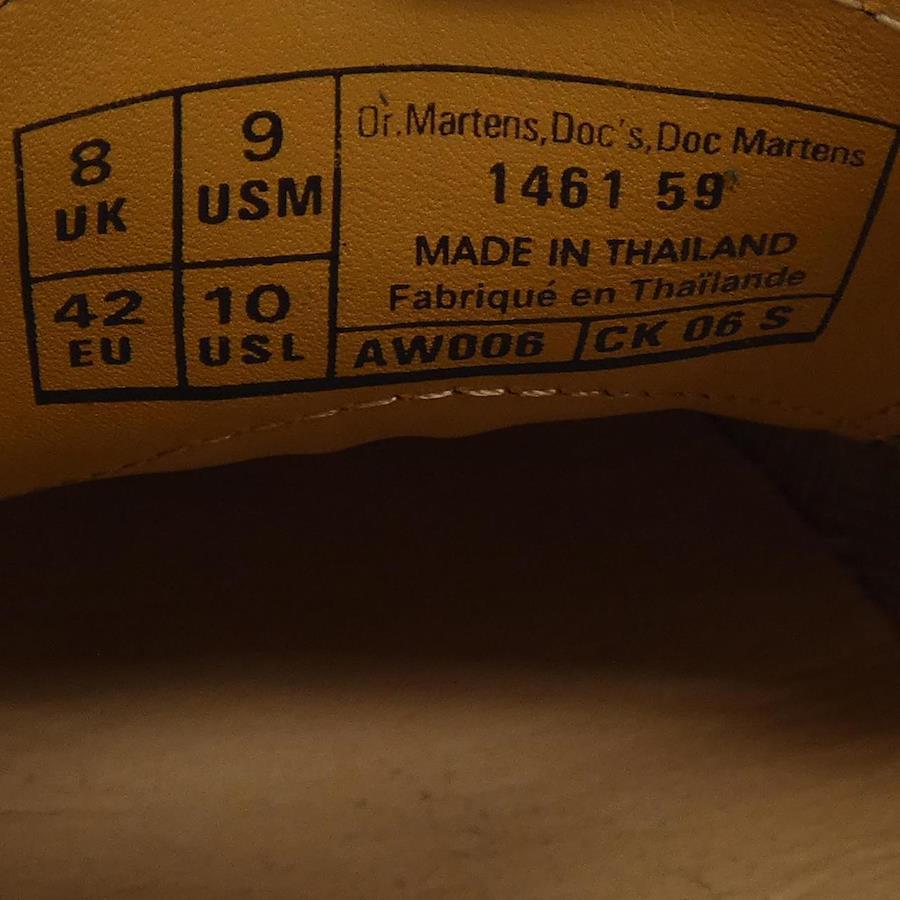 8
UK
9
USM
42
EU
10
USL
Dr.Martens,Doc's,Doc Martens
1461 59
MADE IN THAILAND
Fabriqué en Thaïlande
AW006
CK 06 S